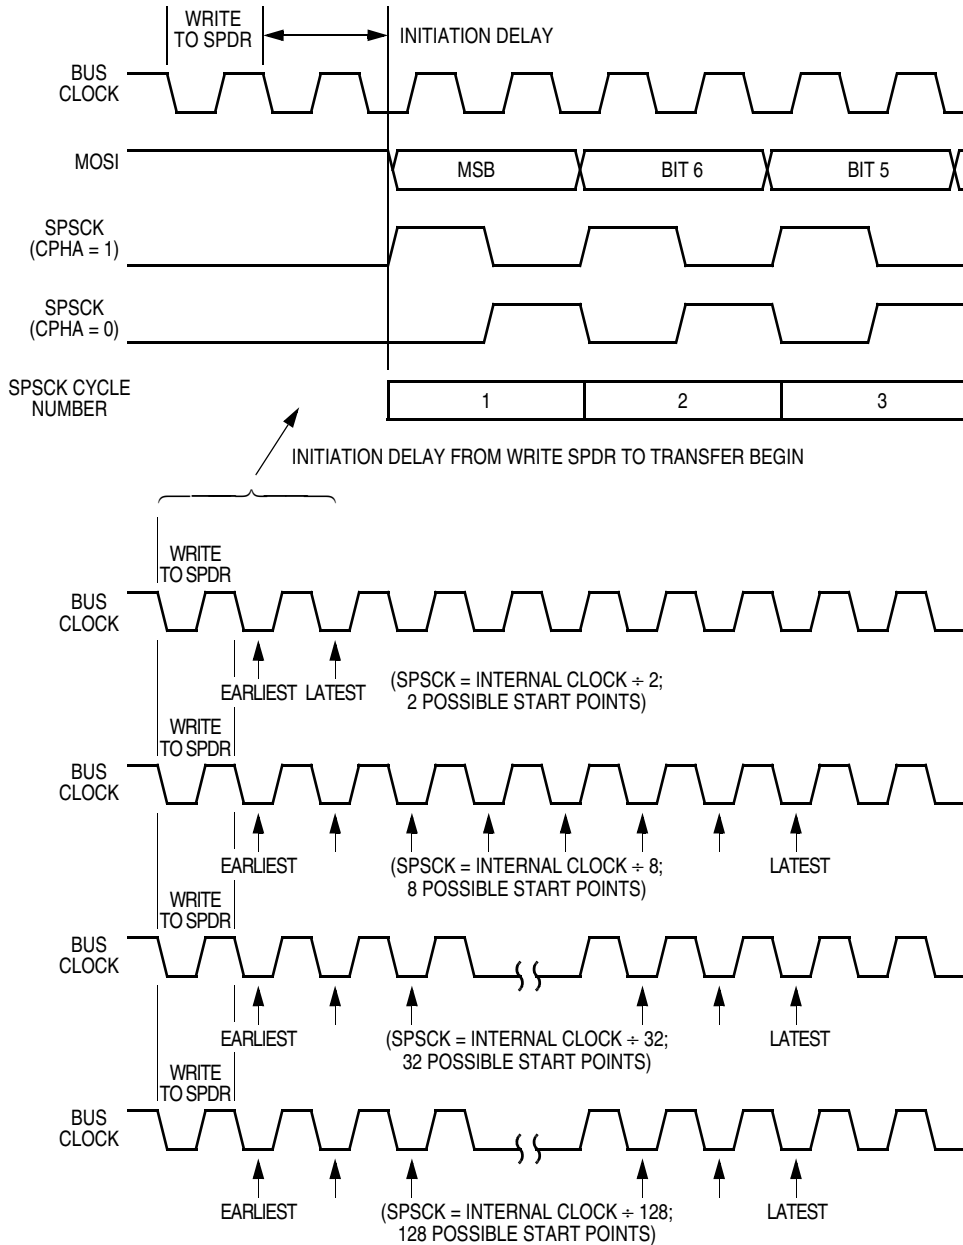 WRITE
TO SPDR
INITIATION DELAY
BUS
CLOCK
MOSI
MSB
BIT 6
BIT 5
SPSCK
(CPHA = 1)
SPSCK
(CPHA = 0)
SPSCK CYCLE
NUMBER
1
2
3
INITIATION DELAY FROM WRITE SPDR TO TRANSFER BEGIN
WRITE
TO SPDR
BUS
CLOCK
EARLIEST
LATEST
(SPSCK = INTERNAL CLOCK ÷ 2;
2 POSSIBLE START POINTS)
WRITE
TO SPDR
BUS
CLOCK
EARLIEST
(SPSCK = INTERNAL CLOCK ÷ 8;
8 POSSIBLE START POINTS)
LATEST
WRITE
TO SPDR
BUS
CLOCK
EARLIEST
(SPSCK = INTERNAL CLOCK ÷ 32;
32 POSSIBLE START POINTS)
LATEST
WRITE
TO SPDR
BUS
CLOCK
EARLIEST
(SPSCK = INTERNAL CLOCK ÷ 128;
128 POSSIBLE START POINTS)
LATEST